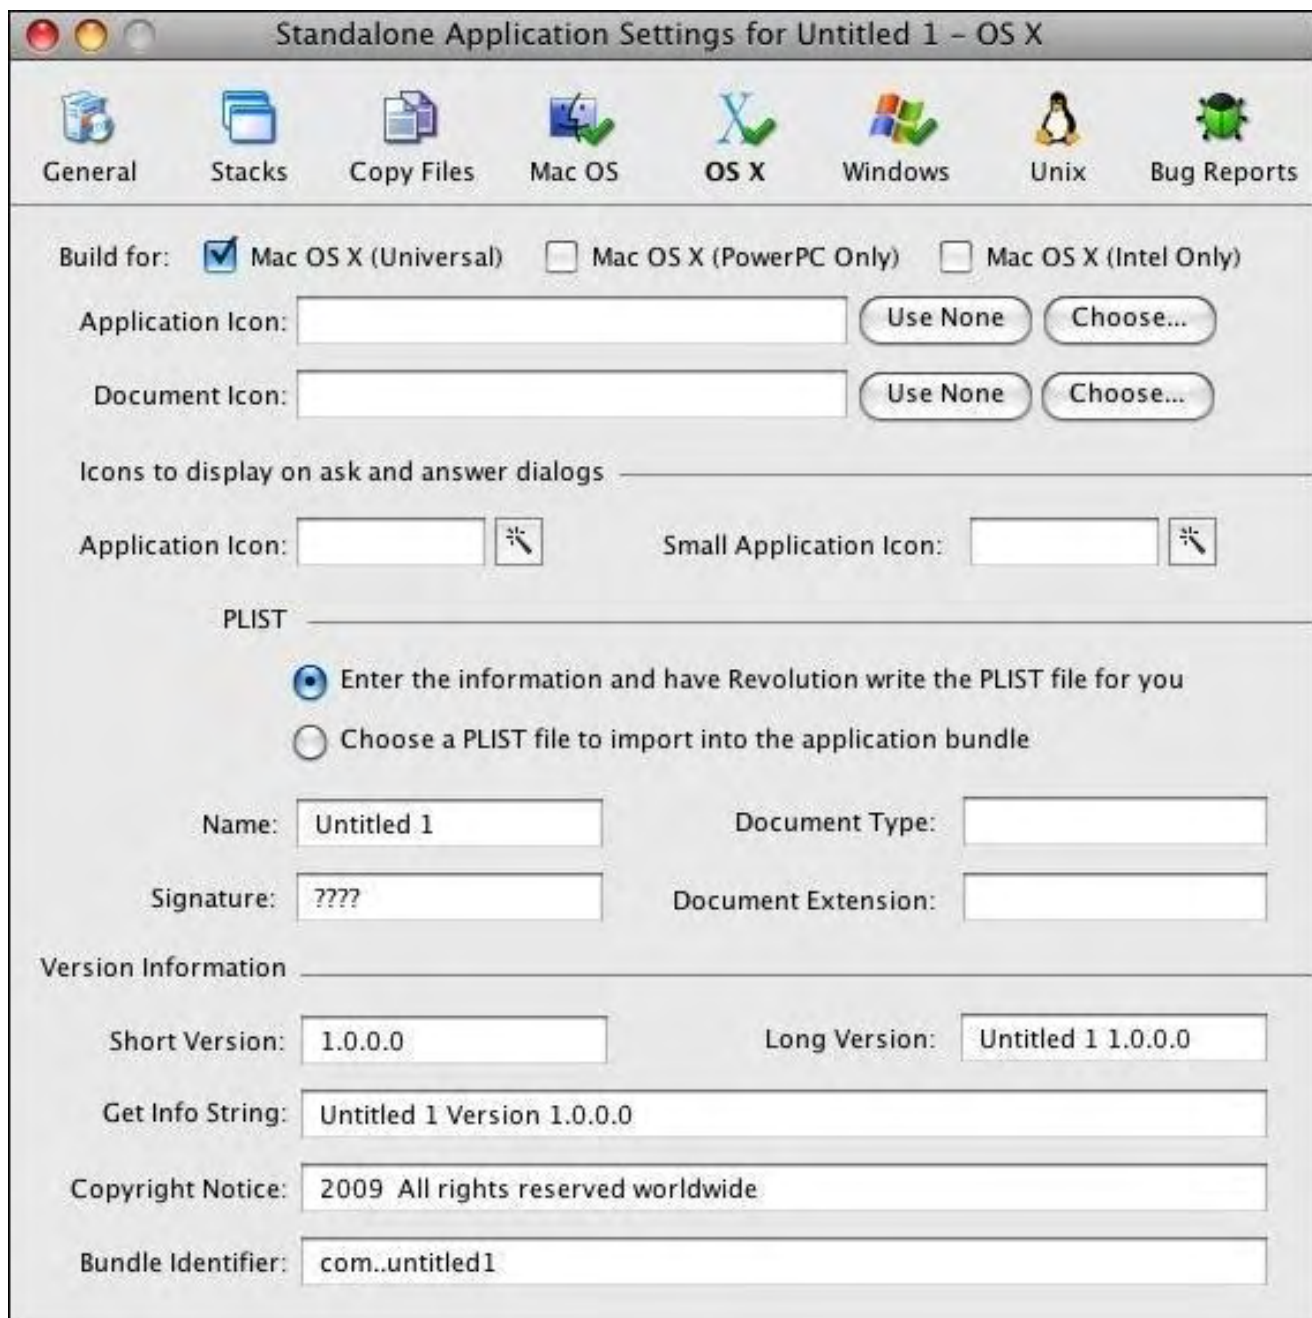 Standalone Application Settings for Untitled 1 – OS X
General Stacks Copy Files Mac OS OS X Windows Unix Bug Reports
Build for: Mac OS X (Universal) Mac OS X (PowerPC Only) Mac OS X (Intel Only)
Application Icon: Use None Choose...
Document Icon: Use None Choose...
Icons to display on ask and answer dialogs
Application Icon: Small Application Icon:
PLIST
Enter the information and have Revolution write the PLIST file for you
Choose a PLIST file to import into the application bundle
Name: Untitled 1 Document Type:
Signature: ???? Document Extension:
Version Information
Short Version: 1.0.0.0 Long Version: Untitled 1 1.0.0.0
Get Info String: Untitled 1 Version 1.0.0.0
Copyright Notice: 2009 All rights reserved worldwide
Bundle Identifier: com..untitled1